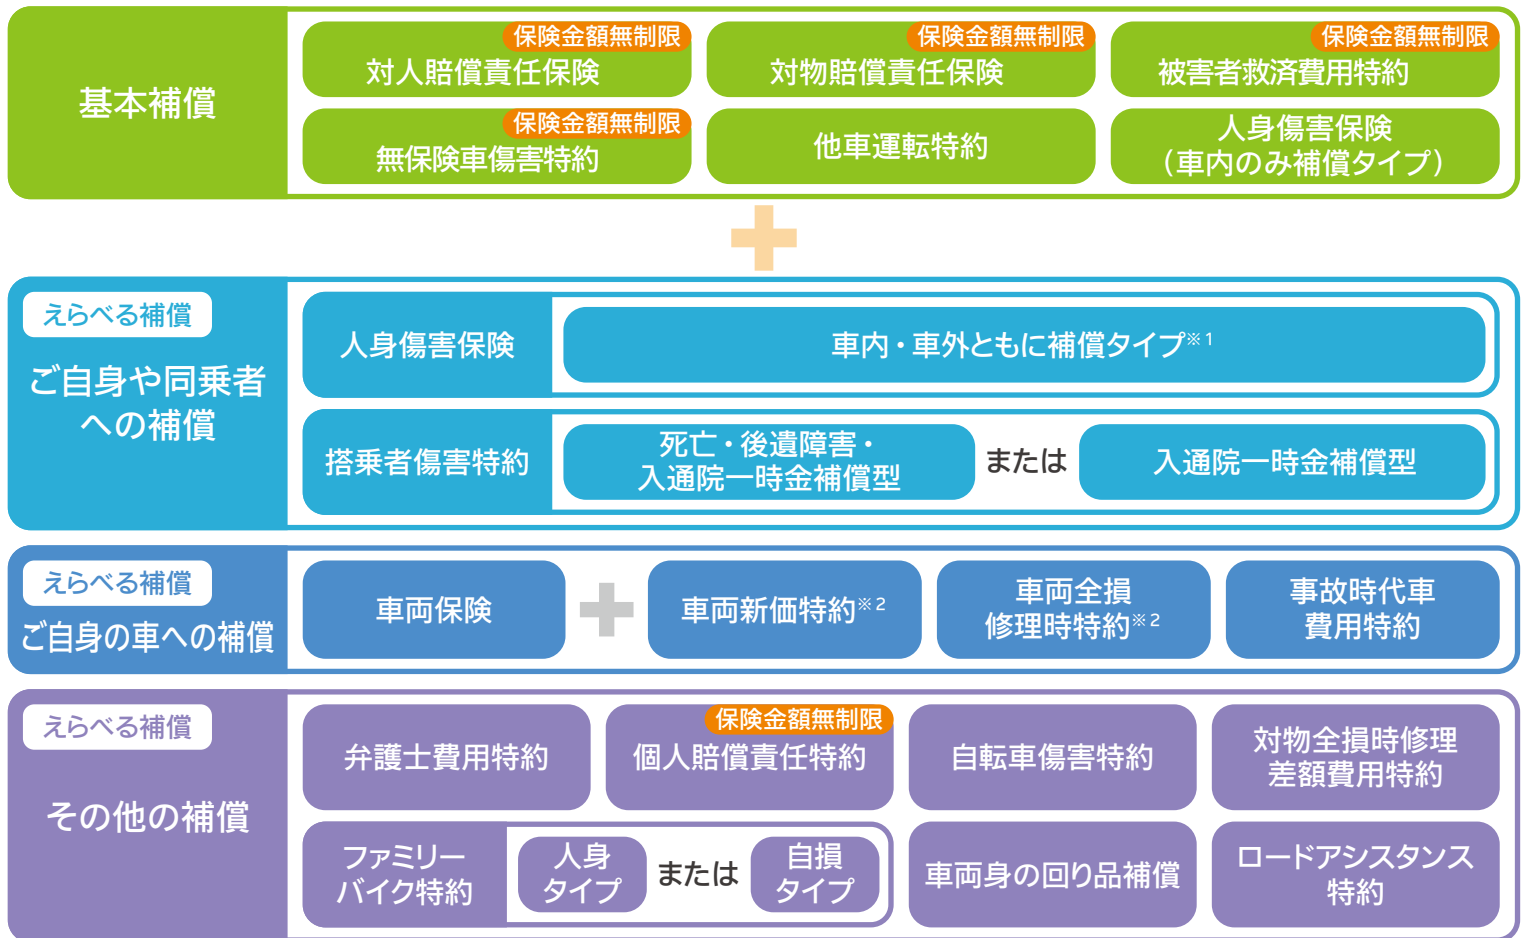 基本補償
保険金額無制限
対人賠償責任保険
保険金額無制限
対物賠償責任保険
保険金額無制限
被害者救済費用特約
保険金額無制限
無保険車傷害特約
他車運転特約
人身傷害保険
（車内のみ補償タイプ）
えらべる補償
ご自身や同乗者
への補償
人身傷害保険
車内・車外ともに補償タイプ※1
搭乗者傷害特約
死亡・後遺障害・
入通院一時金補償型
または
入通院一時金補償型
えらべる補償
ご自身の車への補償
車両保険
車両新価特約※2
車両全損
修理時特約※2
事故時代車
費用特約
えらべる補償
その他の補償
弁護士費用特約
保険金額無制限
個人賠償責任特約
自転車傷害特約
対物全損時修理
差額費用特約
ファミリー
バイク特約
人身
タイプ
または
自損
タイプ
車両身の回り品補償
ロードアシスタンス
特約